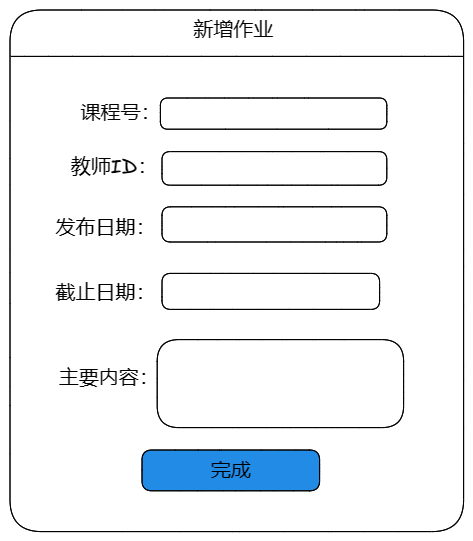 新增作业
课程号：
教师ID：
发布日期：
截止日期：
主要内容：
完成